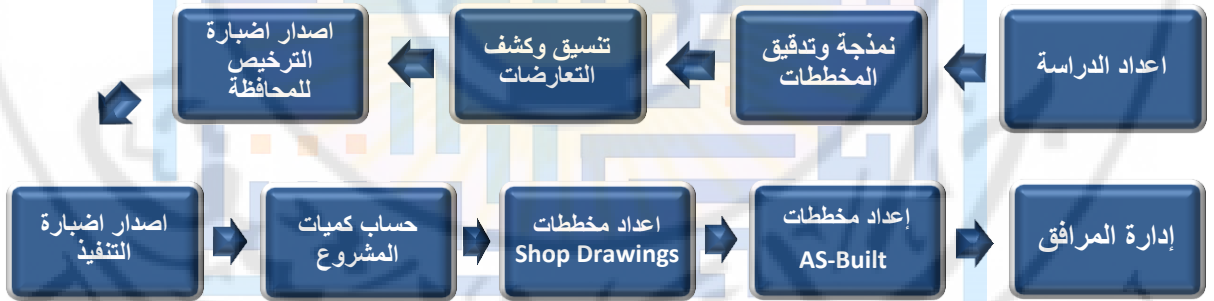 اعداد الدراسة
نمذجة وتدقيق
المخططات
تنسيق وكشف
التعارضات
اصدار اضبارة
الترخيص
للمحافظة
اصدار اضبارة
التنفيذ
حساب كميات
المشروع
اعداد مخططات
Shop Drawings
إعداد مخططات
AS-Built
إدارة المرافق